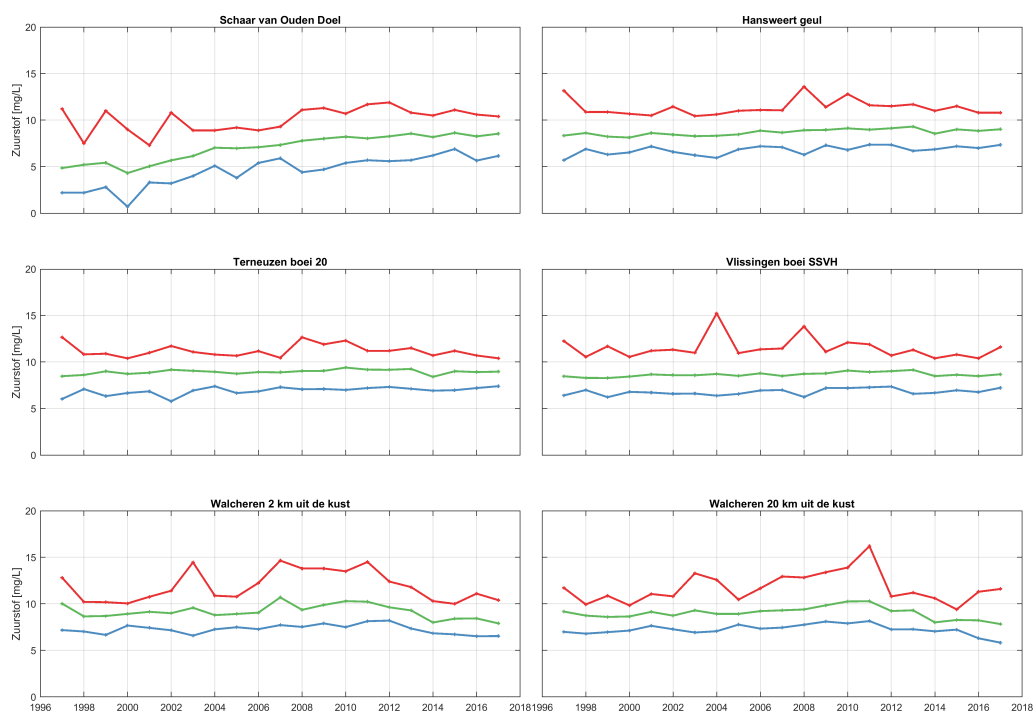 Schaar van Ouden Doel
Hansweert geul
20
15
10
5
0
Zuurstof [mg/L]
Terneuzen boei 20
Vlissingen boei SSVH
20
15
10
5
0
Zuurstof [mg/L]
Walcheren 2 km uit de kust
Walcheren 20 km uit de kust
20
15
10
5
0
Zuurstof [mg/L]
1996 1998 2000 2002 2004 2006 2008 2010 2012 2014 2016 2018
1996 1998 2000 2002 2004 2006 2008 2010 2012 2014 2016 2018